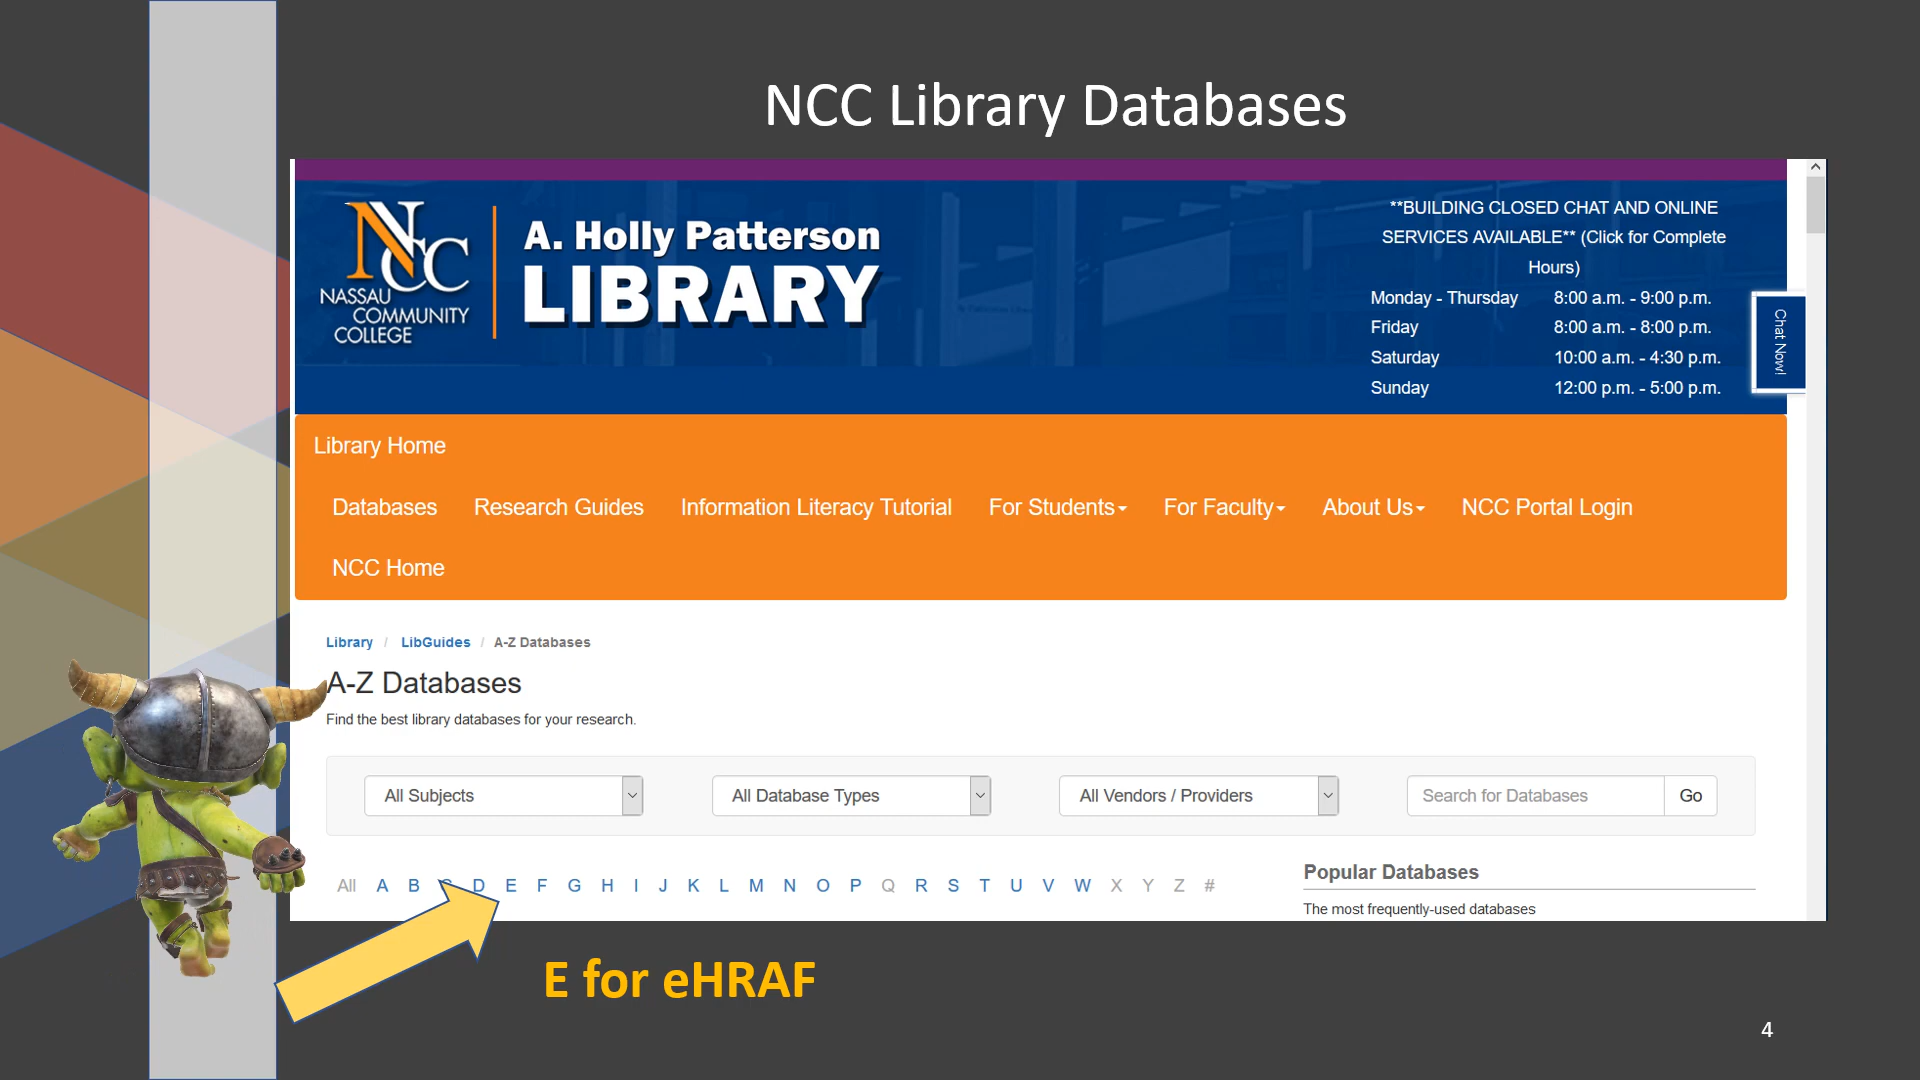 NCC Library Databases
NCC
NASSAU
COMMUNITY
COLLEGE
A. Holly Patterson
LIBRARY
**BUILDING CLOSED CHAT AND ONLINE
SERVICES AVAILABLE** (Click for Complete
Hours)
Monday - Thursday 8:00 a.m. - 9:00 p.m.
Friday 8:00 a.m. - 8:00 p.m.
Saturday 10:00 a.m. - 4:30 p.m.
Sunday 12:00 p.m. - 5:00 p.m.
Chat Now!
Library Home
Databases Research Guides Information Literacy Tutorial For Students For Faculty About Us NCC Portal Login
NCC Home
Library / LibGuides / A-Z Databases
A-Z Databases
Find the best library databases for your research.
All Subjects All Database Types All Vendors / Providers Search for Databases Go
All A B C D E F G H I J K L M N O P Q R S T U V W X Y Z #
Popular Databases
The most frequently-used databases
E for eHRAF
4